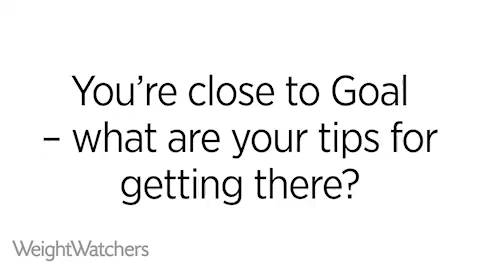 You’re close to Goal
– what are your tips for
getting there?
WeightWatchers